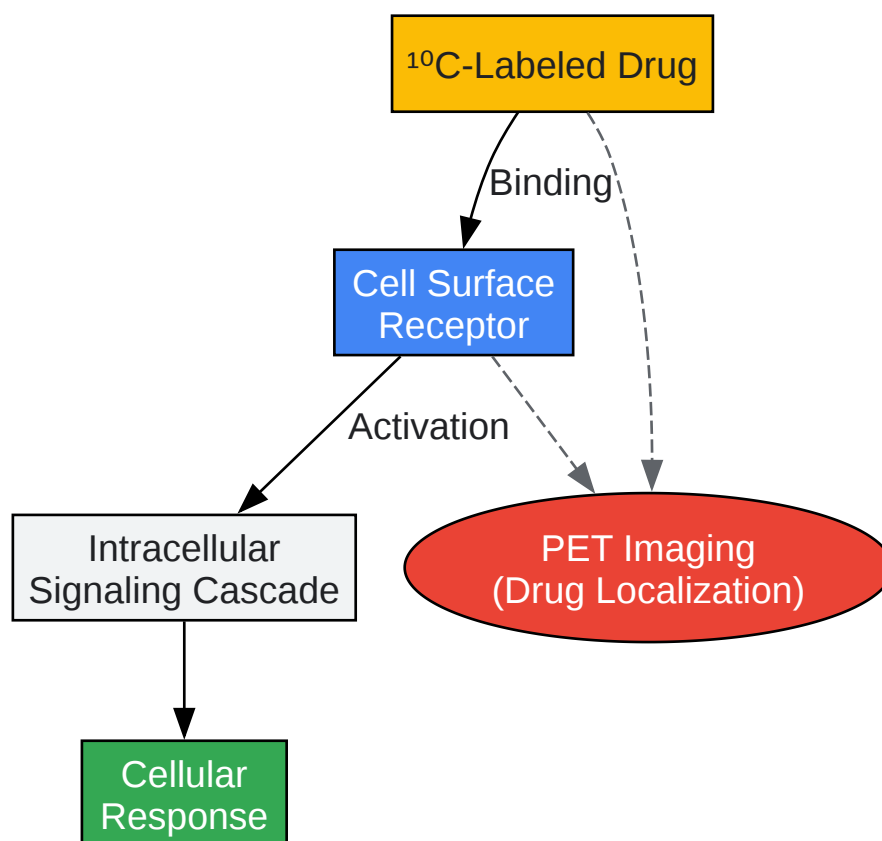 ¹⁰C-Labeled Drug
Binding
Cell Surface
Receptor
Activation
Intracellular
Signaling Cascade
PET Imaging
(Drug Localization)
Cellular
Response